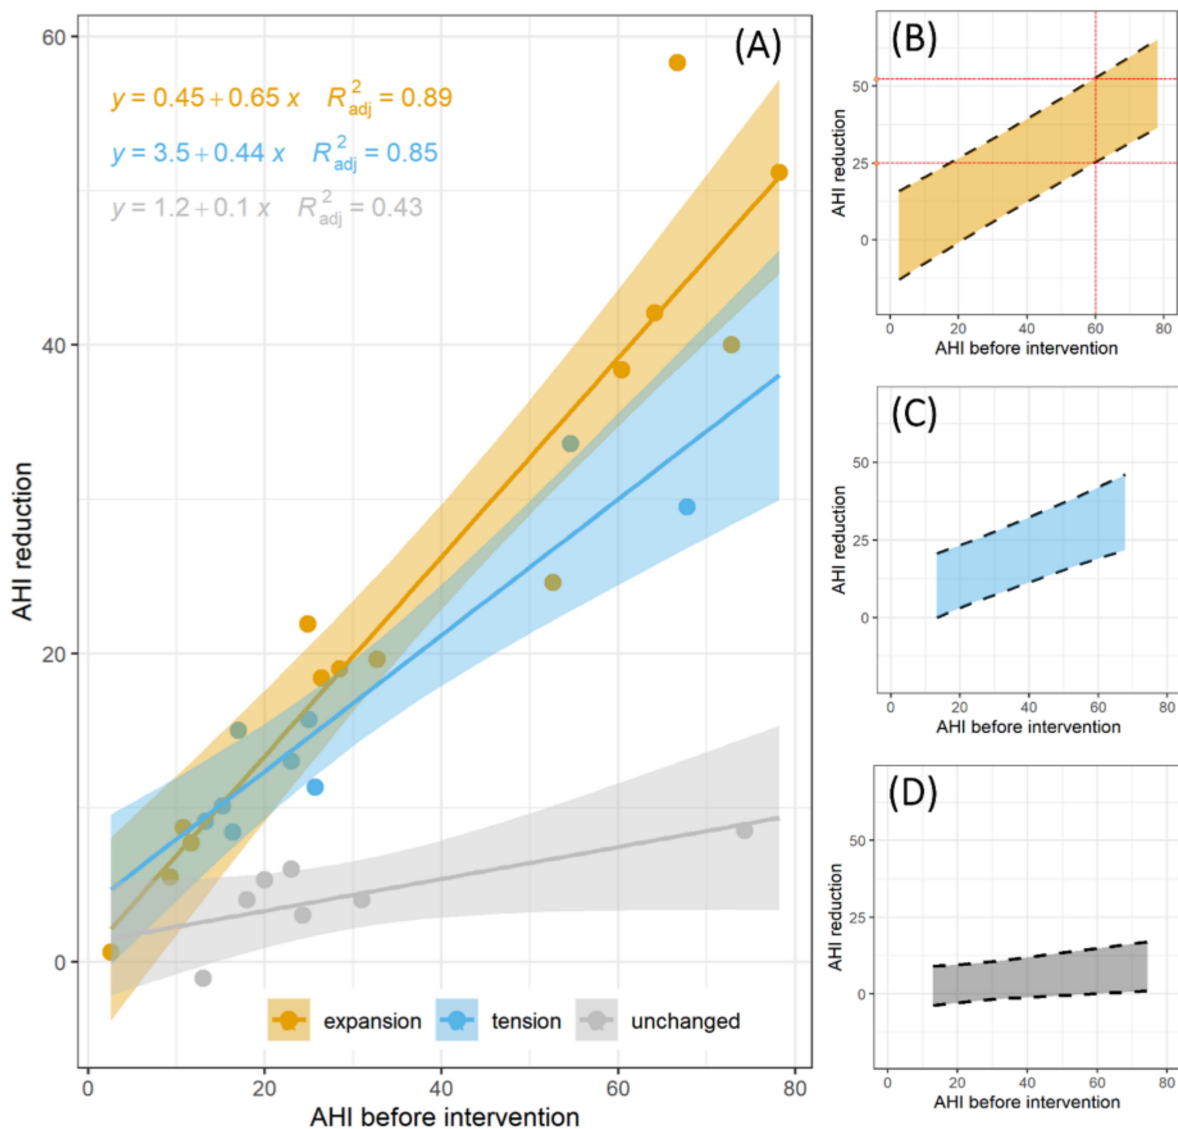 (A)
y = 0.45 + 0.65 x R²adj = 0.89
y = 3.5 + 0.44 x R²adj = 0.85
y = 1.2 + 0.1 x R²adj = 0.43
60
40
20
0
AHI reduction
expansion tension unchanged
0 20 40 60 80
AHI before intervention
(B)
50
25
0
AHI reduction
0 20 40 60 80
AHI before intervention
(C)
50
25
0
AHI reduction
0 20 40 60 80
AHI before intervention
(D)
50
25
0
AHI reduction
0 20 40 60 80
AHI before intervention